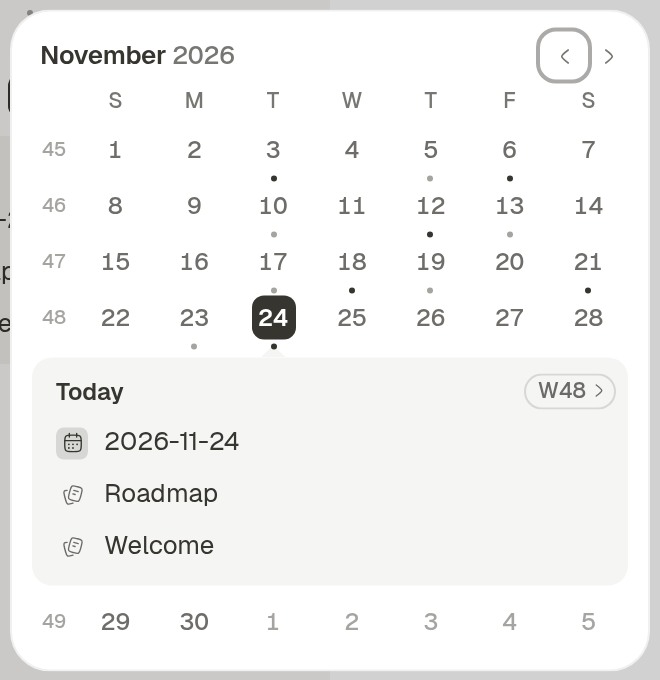 November 2026
S M T W T F S
45 1 2 3 4 5 6 7
46 8 9 10 11 12 13 14
47 15 16 17 18 19 20 21
48 22 23 24 25 26 27 28
Today W48
2026-11-24
Roadmap
Welcome
49 29 30 1 2 3 4 5